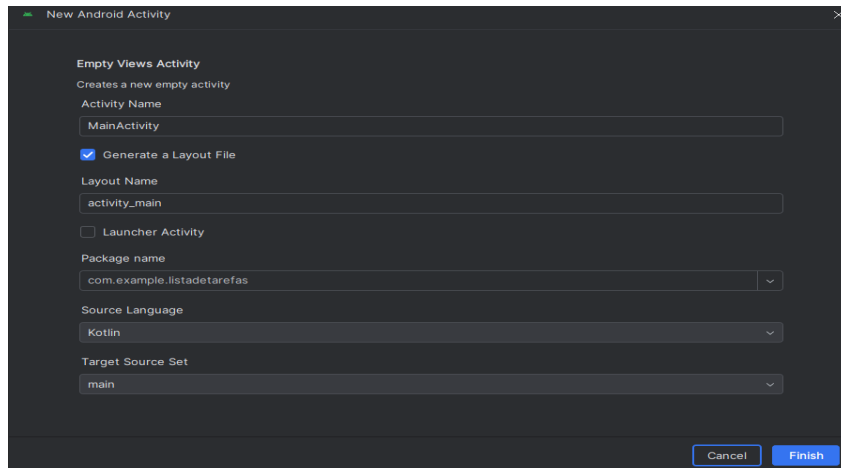 New Android Activity
Empty Views Activity
Creates a new empty activity
Activity Name
MainActivity
Generate a Layout File
Layout Name
activity_main
Launcher Activity
Package name
com.example.listadetarefas
Source Language
Kotlin
Target Source Set
main
Cancel Finish